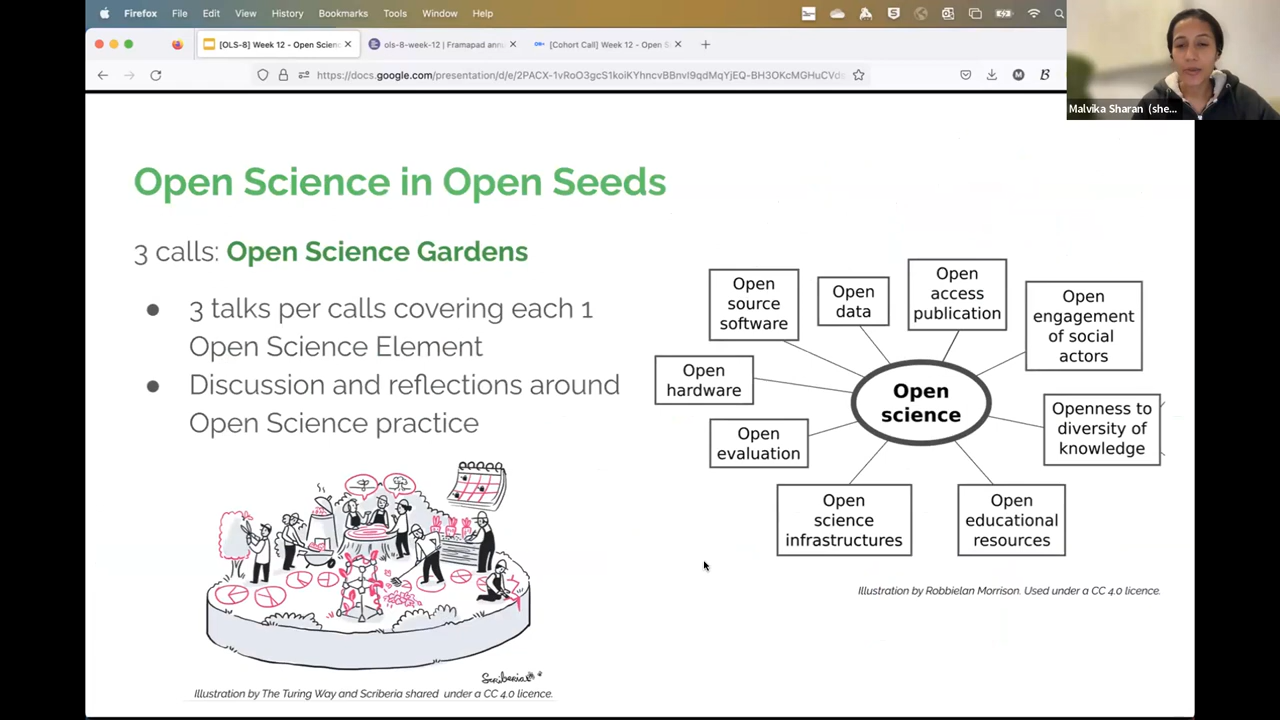 Firefox File Edit View History Bookmarks Tools Window Help
[OLS-8] Week 12 - Open Scienc
ols-8-week-12 | Framapad ann
[Cohort Call] Week 12 - Open S
https://docs.google.com/presentation/d/e/2PACX-1vRoO3gcS1koiKYhncvBBnvI9qdMqYjEQ-BH3OKcMGHuCVd
Malvika Sharan (she...
Open Science in Open Seeds
3 calls: Open Science Gardens
● 3 talks per calls covering each 1
Open Science Element
● Discussion and reflections around
Open Science practice
Scriberia
Illustration by The Turing Way and Scriberia shared under a CC 4.0 licence.
Open
source
software
Open
data
Open
access
publication
Open
engagement
of social
actors
Open
hardware
Open
science
Openness to
diversity of
knowledge
Open
evaluation
Open
science
infrastructures
Open
educational
resources
Illustration by Robbielan Morrison. Used under a CC 4.0 licence.